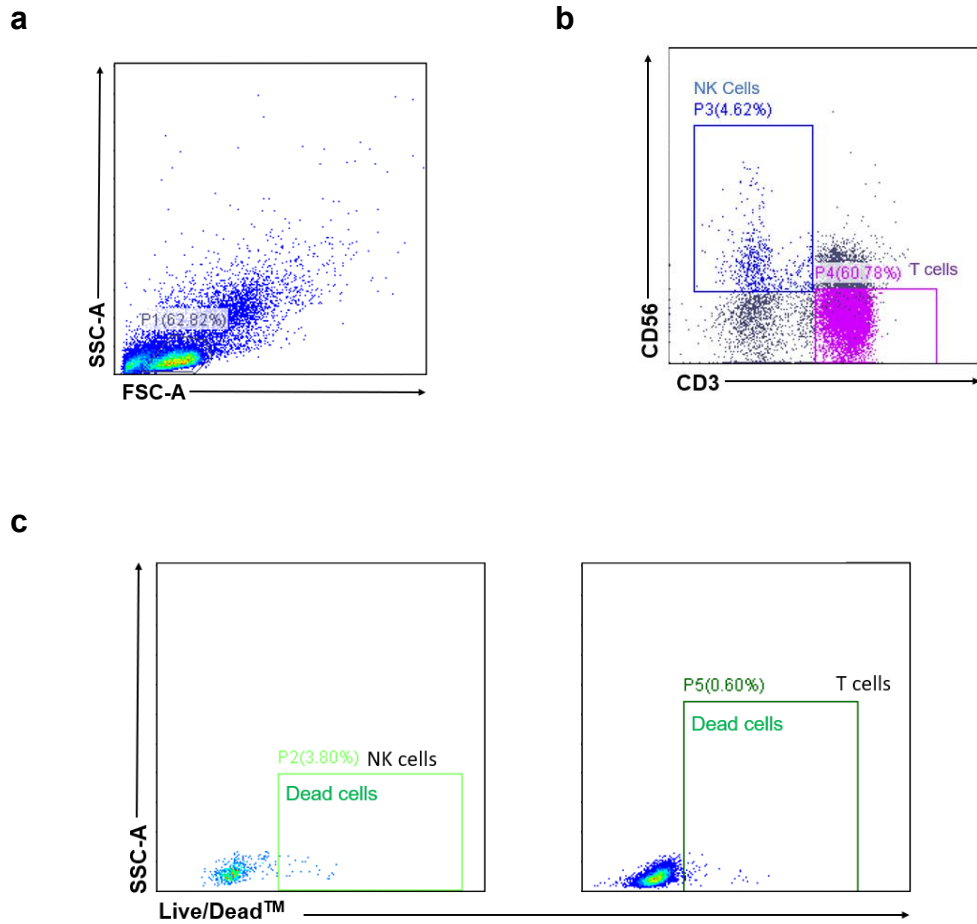 a
SSC-A
P1(62.82%)
FSC-A
b
NK Cells
P3(4.62%)
P4(60.78%) T cells
CD56
CD3
c
P2(3.80%) NK cells
Dead cells
P5(0.60%) T cells
Dead cells
SSC-A
Live/Dead™